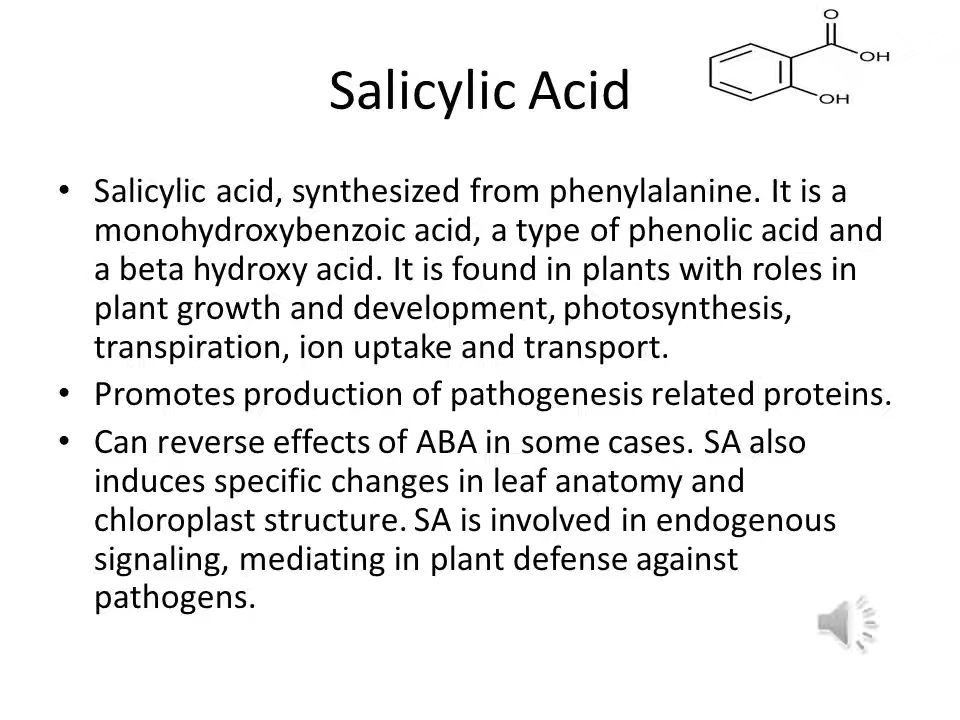 O
OH
OH
Salicylic Acid
• Salicylic acid, synthesized from phenylalanine. It is a
monohydroxybenzoic acid, a type of phenolic acid and
a beta hydroxy acid. It is found in plants with roles in
plant growth and development, photosynthesis,
transpiration, ion uptake and transport.
• Promotes production of pathogenesis related proteins.
• Can reverse effects of ABA in some cases. SA also
induces specific changes in leaf anatomy and
chloroplast structure. SA is involved in endogenous
signaling, mediating in plant defense against
pathogens.